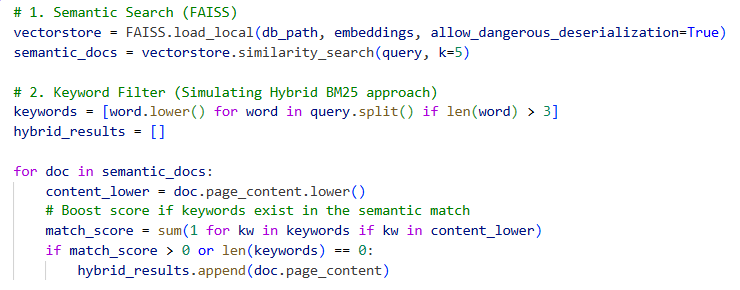 # 1. Semantic Search (FAISS)
vectorstore = FAISS.load_local(db_path, embeddings, allow_dangerous_deserialization=True)
semantic_docs = vectorstore.similarity_search(query, k=5)

# 2. Keyword Filter (Simulating Hybrid BM25 approach)
keywords = [word.lower() for word in query.split() if len(word) > 3]
hybrid_results = []

for doc in semantic_docs:
    content_lower = doc.page_content.lower()
    # Boost score if keywords exist in the semantic match
    match_score = sum(1 for kw in keywords if kw in content_lower)
    if match_score > 0 or len(keywords) == 0:
        hybrid_results.append(doc.page_content)